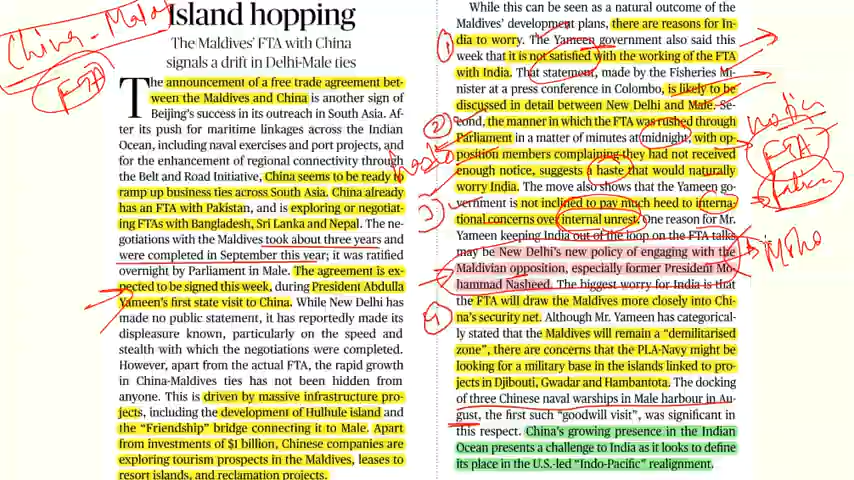 Island hopping
The Maldives' FTA with China
signals a drift in Delhi-Male ties
The announcement of a free trade agreement bet-
ween the Maldives and China is another sign of
Beijing's success in its outreach in South Asia. Af-
ter its push for maritime linkages across the Indian
Ocean, including naval exercises and port projects, and
for the enhancement of regional connectivity through
the Belt and Road Initiative, China seems to be ready to
ramp up business ties across South Asia. China already
has an FTA with Pakistan, and is exploring or negotiat-
ing FTAs with Bangladesh, Sri Lanka and Nepal. The ne-
gotiations with the Maldives took about three years and
were completed in September this year; it was ratified
overnight by Parliament in Male. The agreement is ex-
pected to be signed this week, during President Abdulla
Yameen's first state visit to China. While New Delhi has
made no public statement, it has reportedly made its
displeasure known, particularly on the speed and
stealth with which the negotiations were completed.
However, apart from the actual FTA, the rapid growth
in China-Maldives ties has not been hidden from
anyone. This is driven by massive infrastructure pro-
jects, including the development of Hulhule island and
the "Friendship" bridge connecting it to Male. Apart
from investments of $1 billion, Chinese companies are
exploring tourism prospects in the Maldives, leases to
resort islands, and reclamation projects.
While this can be seen as a natural outcome of the
Maldives' development plans, there are reasons for In-
dia to worry. The Yameen government also said this
week that it is not satisfied with the working of the FTA
with India. That statement, made by the Fisheries Mi-
nister at a press conference in Colombo, is likely to be
discussed in detail between New Delhi and Male. Se-
cond, the manner in which the FTA was rushed through
Parliament in a matter of minutes at midnight, with op-
position members complaining they had not received
enough notice, suggests a haste that would naturally
worry India. The move also shows that the Yameen go-
vernment is not inclined to pay much heed to interna-
tional concerns over internal unrest. One reason for Mr.
Yameen keeping India out of the loop on the FTA talks
may be New Delhi's new policy of engaging with the
Maldivian opposition, especially former President Mo-
hammad Nasheed. The biggest worry for India is that
the FTA will draw the Maldives more closely into Chi-
na's security net. Although Mr. Yameen has categorical-
ly stated that the Maldives will remain a "demilitarised
zone", there are concerns that the PLA-Navy might be
looking for a military base in the islands linked to pro-
jects in Djibouti, Gwadar and Hambantota. The docking
of three Chinese naval warships in Male harbour in Au-
gust, the first such "goodwill visit", was significant in
this respect. China's growing presence in the Indian
Ocean presents a challenge to India as it looks to define
its place in the U.S.-led "Indo-Pacific" realignment.
China - Malay
FTA
1
2
3
4
FTA